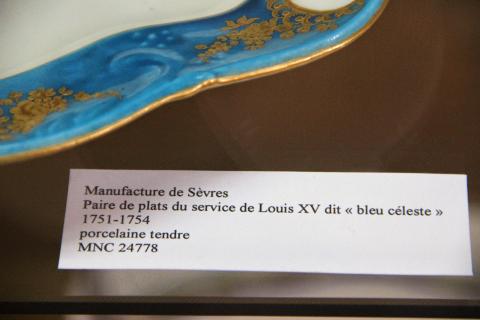 Manufacture de Sèvres
Paire de plats du service de Louis XV dit « bleu céleste »
1751-1754
porcelaine tendre
MNC 24778